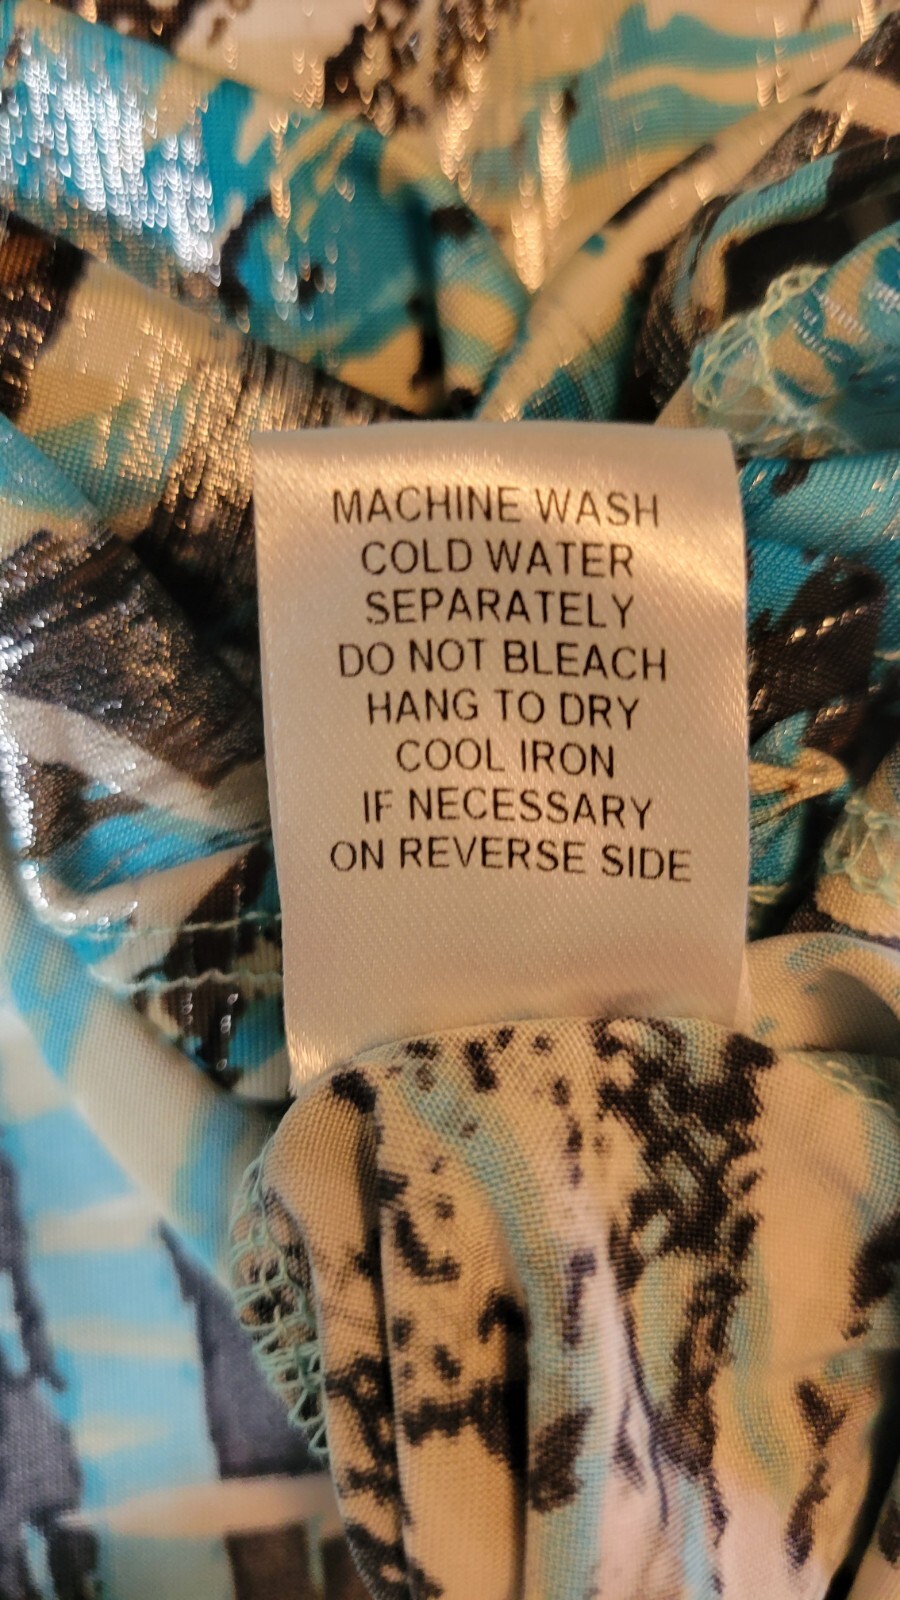 MACHINE WASH
COLD WATER
SEPARATELY
DO NOT BLEACH
HANG TO DRY
COOL IRON
IF NECESSARY
ON REVERSE SIDE